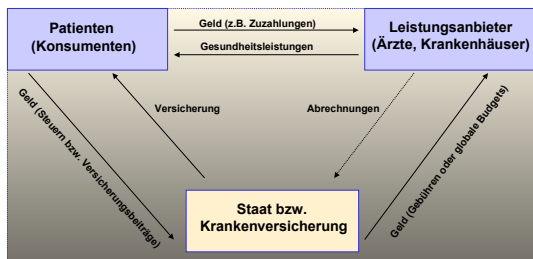 Patienten
(Konsumenten)
Geld (z.B. Zuzahlungen)
Gesundheitsleistungen
Leistungsanbieter
(Ärzte, Krankenhäuser)
Geld (Steuern bzw. Versicherungsbeiträge)
Versicherung
Abrechnungen
Geld (Gebühren oder globale Budgets)
Staat bzw.
Krankenversicherung